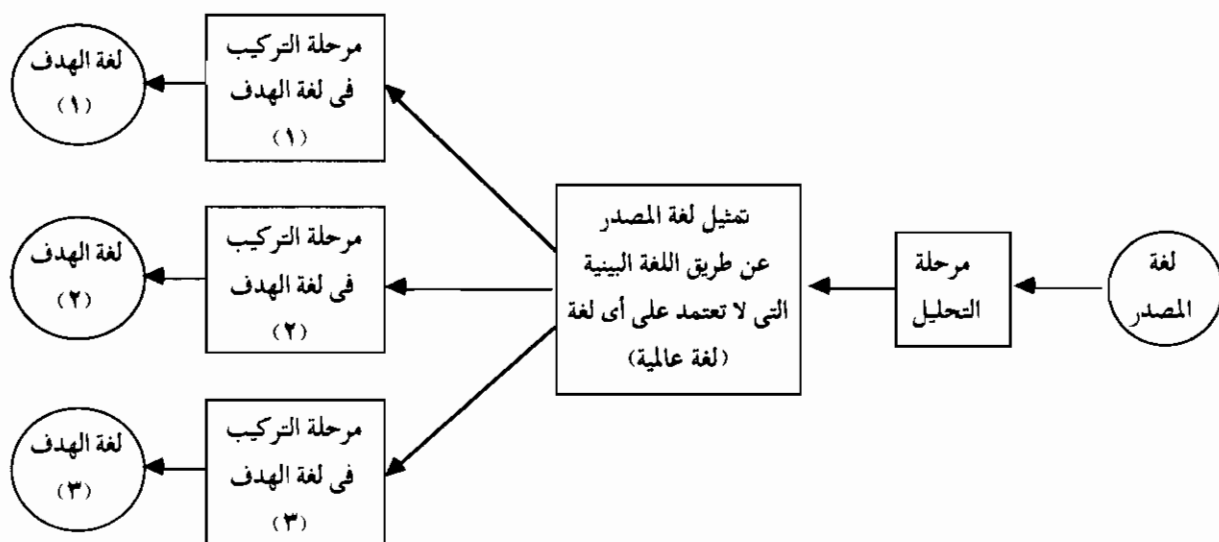 لغة
المصدر
مرحلة
التحليل
تمثيل لغة المصدر
عن طريق اللغة البينية
التى لا تعتمد على أى لغة
(لغة عالمية)
مرحلة التركيب
فى لغة الهدف
(١)
لغة الهدف
(١)
مرحلة التركيب
فى لغة الهدف
(٢)
لغة الهدف
(٢)
مرحلة التركيب
فى لغة الهدف
(٣)
لغة الهدف
(٣)